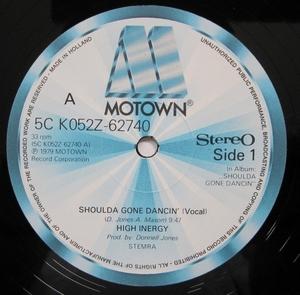 ALL RIGHTS OF THE MANUFACTURER AND OF THE OWNER OF THE RECORDED WORK ARE RESERVED - MADE IN HOLLAND
UNAUTHORIZED PUBLIC PERFORMANCE, BROADCASTING AND COPYING OF THIS RECORD PROHIBITED
M
MOTOWN®
A
5C K052Z-62740
33 rpm
(5C K052Z 62740 A)
℗ 1979 MOTOWN
Record Corporation
Stereo
Side 1
In Album:
SHOULDA
GONE DANCIN'
SHOULDA GONE DANCIN' (Vocal)
(D. Jones A. Mason) 9:47
HIGH INERGY
Prod. by: Donnell Jones
STEMRA